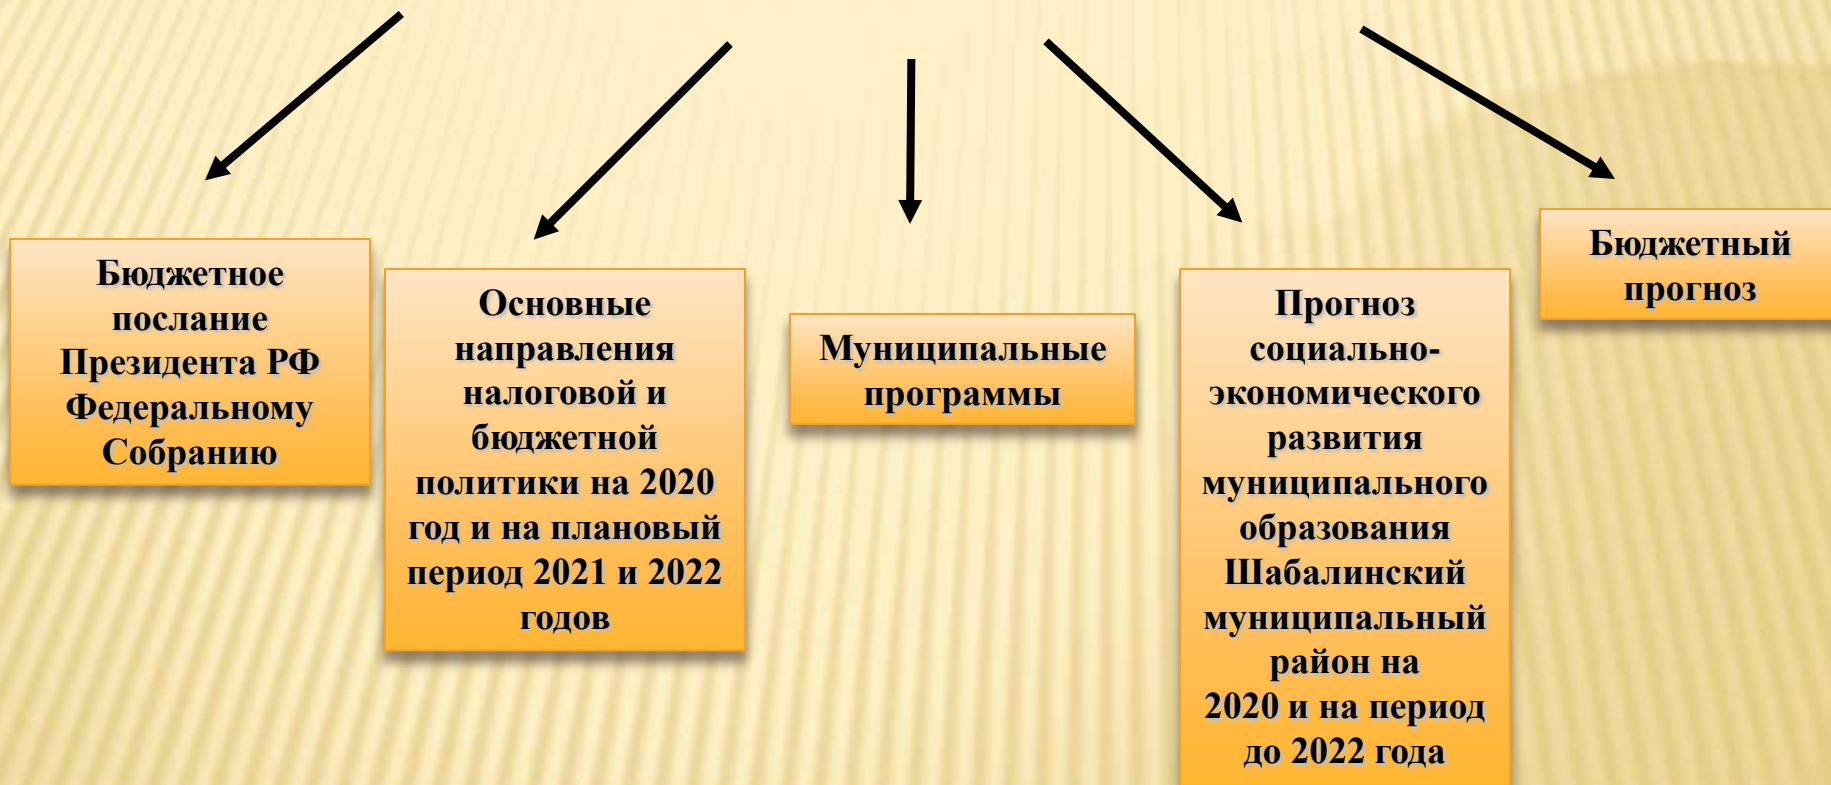 Бюджетное
послание
Президента РФ
Федеральному
Собранию
Основные
направления
налоговой и
бюджетной
политики на 2020
год и на плановый
период 2021 и 2022
годов
Муниципальные
программы
Прогноз
социально-
экономического
развития
муниципального
образования
Шабалинский
муниципальный
район на
2020 и на период
до 2022 года
Бюджетный
прогноз